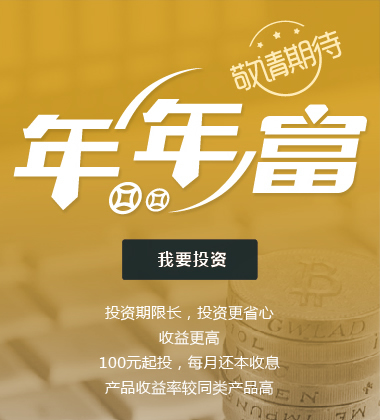 敬请期待
年年富
我要投资
投资期限长，投资更省心
收益更高
100元起投，每月还本收息
产品收益率较同类产品高
GWLAD